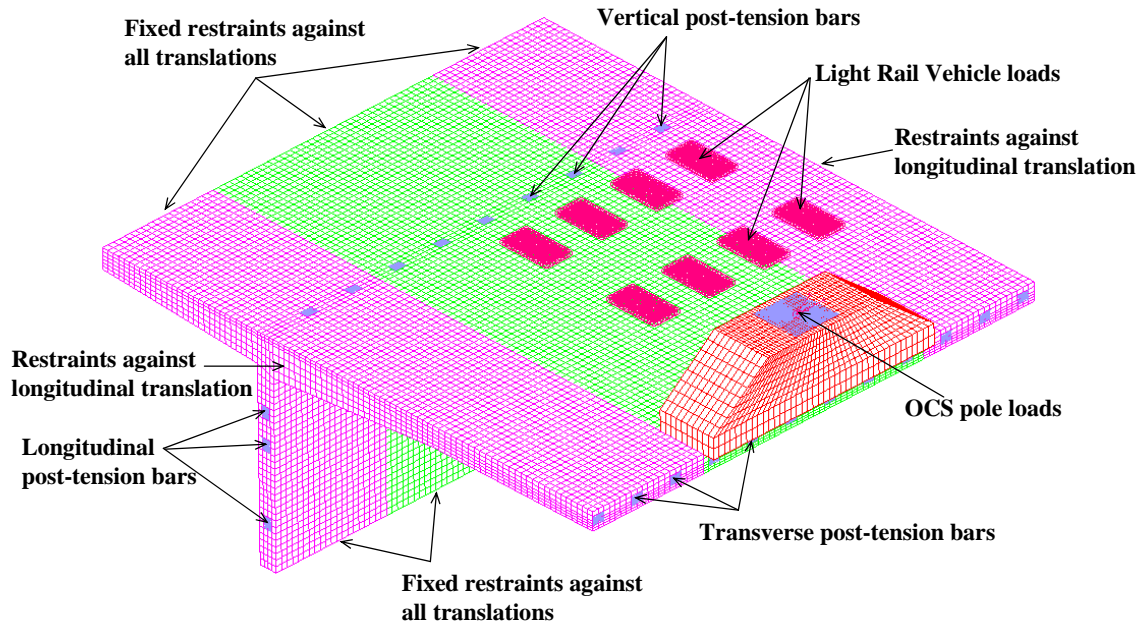 Fixed restraints against
all translations
Vertical post-tension bars
Light Rail Vehicle loads
Restraints against
longitudinal translation
Restraints against
longitudinal translation
Longitudinal
post-tension bars
OCS pole loads
Transverse post-tension bars
Fixed restraints against
all translations